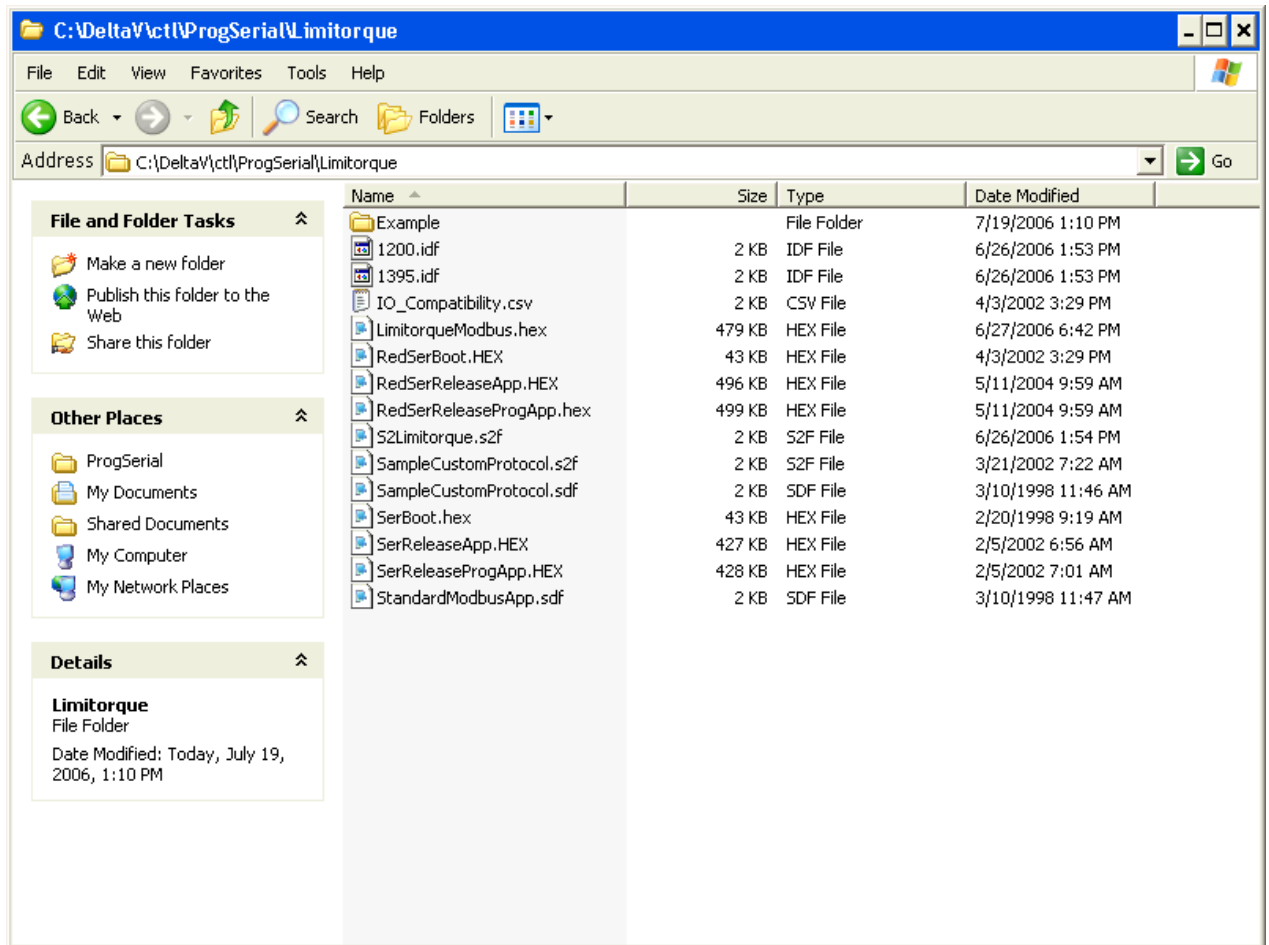 C:\DeltaV\ctl\ProgSerial\Limitorque
File Edit View Favorites Tools Help
Back Search Folders
Address C:\DeltaV\ctl\ProgSerial\Limitorque Go
File and Folder Tasks
Make a new folder
Publish this folder to the
Web
Share this folder
Other Places
ProgSerial
My Documents
Shared Documents
My Computer
My Network Places
Details
Limitorque
File Folder
Date Modified: Today, July 19,
2006, 1:10 PM
Name Size Type Date Modified
Example File Folder 7/19/2006 1:10 PM
1200.idf 2 KB IDF File 6/26/2006 1:53 PM
1395.idf 2 KB IDF File 6/26/2006 1:53 PM
IO_Compatibility.csv 2 KB CSV File 4/3/2002 3:29 PM
LimitorqueModbus.hex 479 KB HEX File 6/27/2006 6:42 PM
RedSerBoot.HEX 43 KB HEX File 4/3/2002 3:29 PM
RedSerReleaseApp.HEX 496 KB HEX File 5/11/2004 9:59 AM
RedSerReleaseProgApp.hex 499 KB HEX File 5/11/2004 9:59 AM
S2Limitorque.s2f 2 KB S2F File 6/26/2006 1:54 PM
SampleCustomProtocol.s2f 2 KB S2F File 3/21/2002 7:22 AM
SampleCustomProtocol.sdf 2 KB SDF File 3/10/1998 11:46 AM
SerBoot.hex 43 KB HEX File 2/20/1998 9:19 AM
SerReleaseApp.HEX 427 KB HEX File 2/5/2002 6:56 AM
SerReleaseProgApp.HEX 428 KB HEX File 2/5/2002 7:01 AM
StandardModbusApp.sdf 2 KB SDF File 3/10/1998 11:47 AM